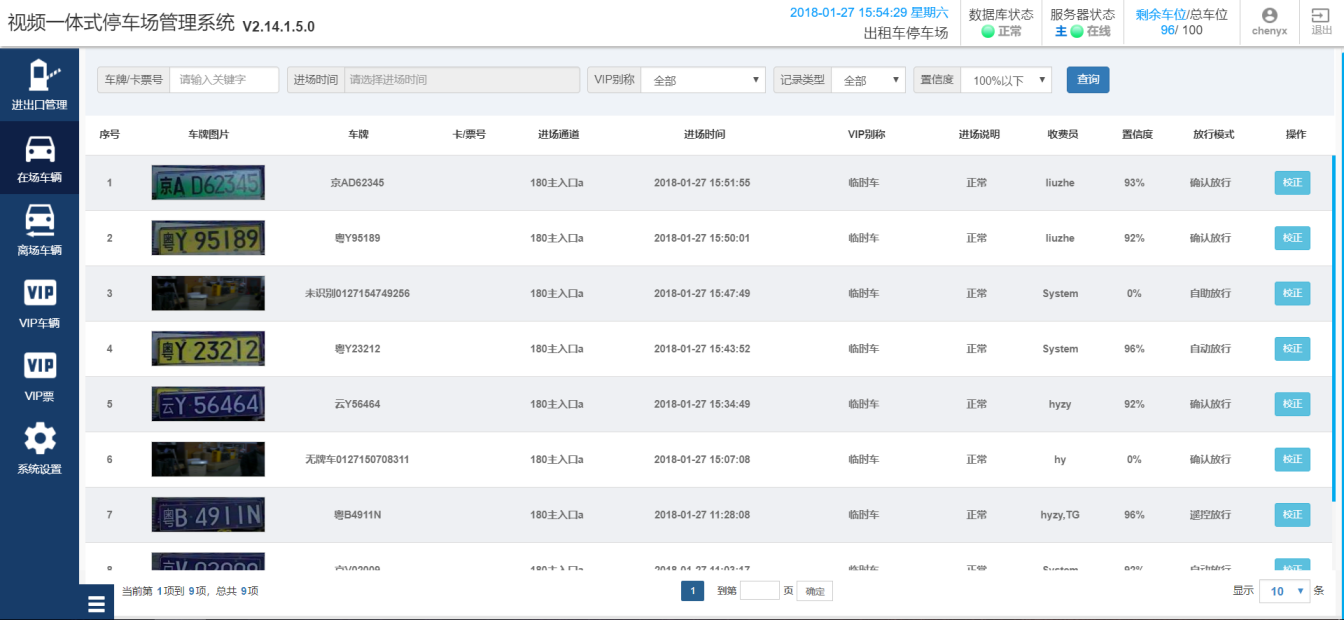 视频一体式停车场管理系统 V2.14.1.5.0
2018-01-27 15:54:29 星期六
出租车停车场
数据库状态
正常
服务器状态
主 在线
剩余车位/总车位
96/ 100
chenyx
退出
进出口管理
在场车辆
离场车辆
VIP
VIP车辆
VIP
VIP票
系统设置
车牌/卡票号 请输入关键字 进场时间 请选择进场时间 VIP别称 全部 记录类型 全部 置信度 100%以下 查询
序号 车牌图片 车牌 卡/票号 进场通道 进场时间 VIP别称 进场说明 收费员 置信度 放行模式 操作
1 京A D62345 京AD62345 180主入口a 2018-01-27 15:51:55 临时车 正常 liuzhe 93% 确认放行 校正
2 粤Y 95189 粤Y95189 180主入口a 2018-01-27 15:50:01 临时车 正常 liuzhe 92% 确认放行 校正
3 未识别0127154749256 180主入口a 2018-01-27 15:47:49 临时车 正常 System 0% 自助放行 校正
4 粤Y 23212 粤Y23212 180主入口a 2018-01-27 15:43:52 临时车 正常 System 96% 自动放行 校正
5 云Y 56464 云Y56464 180主入口a 2018-01-27 15:34:49 临时车 正常 hyzy 92% 确认放行 校正
6 无牌车0127150708311 180主入口a 2018-01-27 15:07:08 临时车 正常 hy 0% 确认放行 校正
7 粤B 4911N 粤B4911N 180主入口a 2018-01-27 11:28:08 临时车 正常 hyzy,TG 96% 遥控放行 校正
当前第 1项到 9项，总共 9项
1 到第 页 确定
显示 10 条